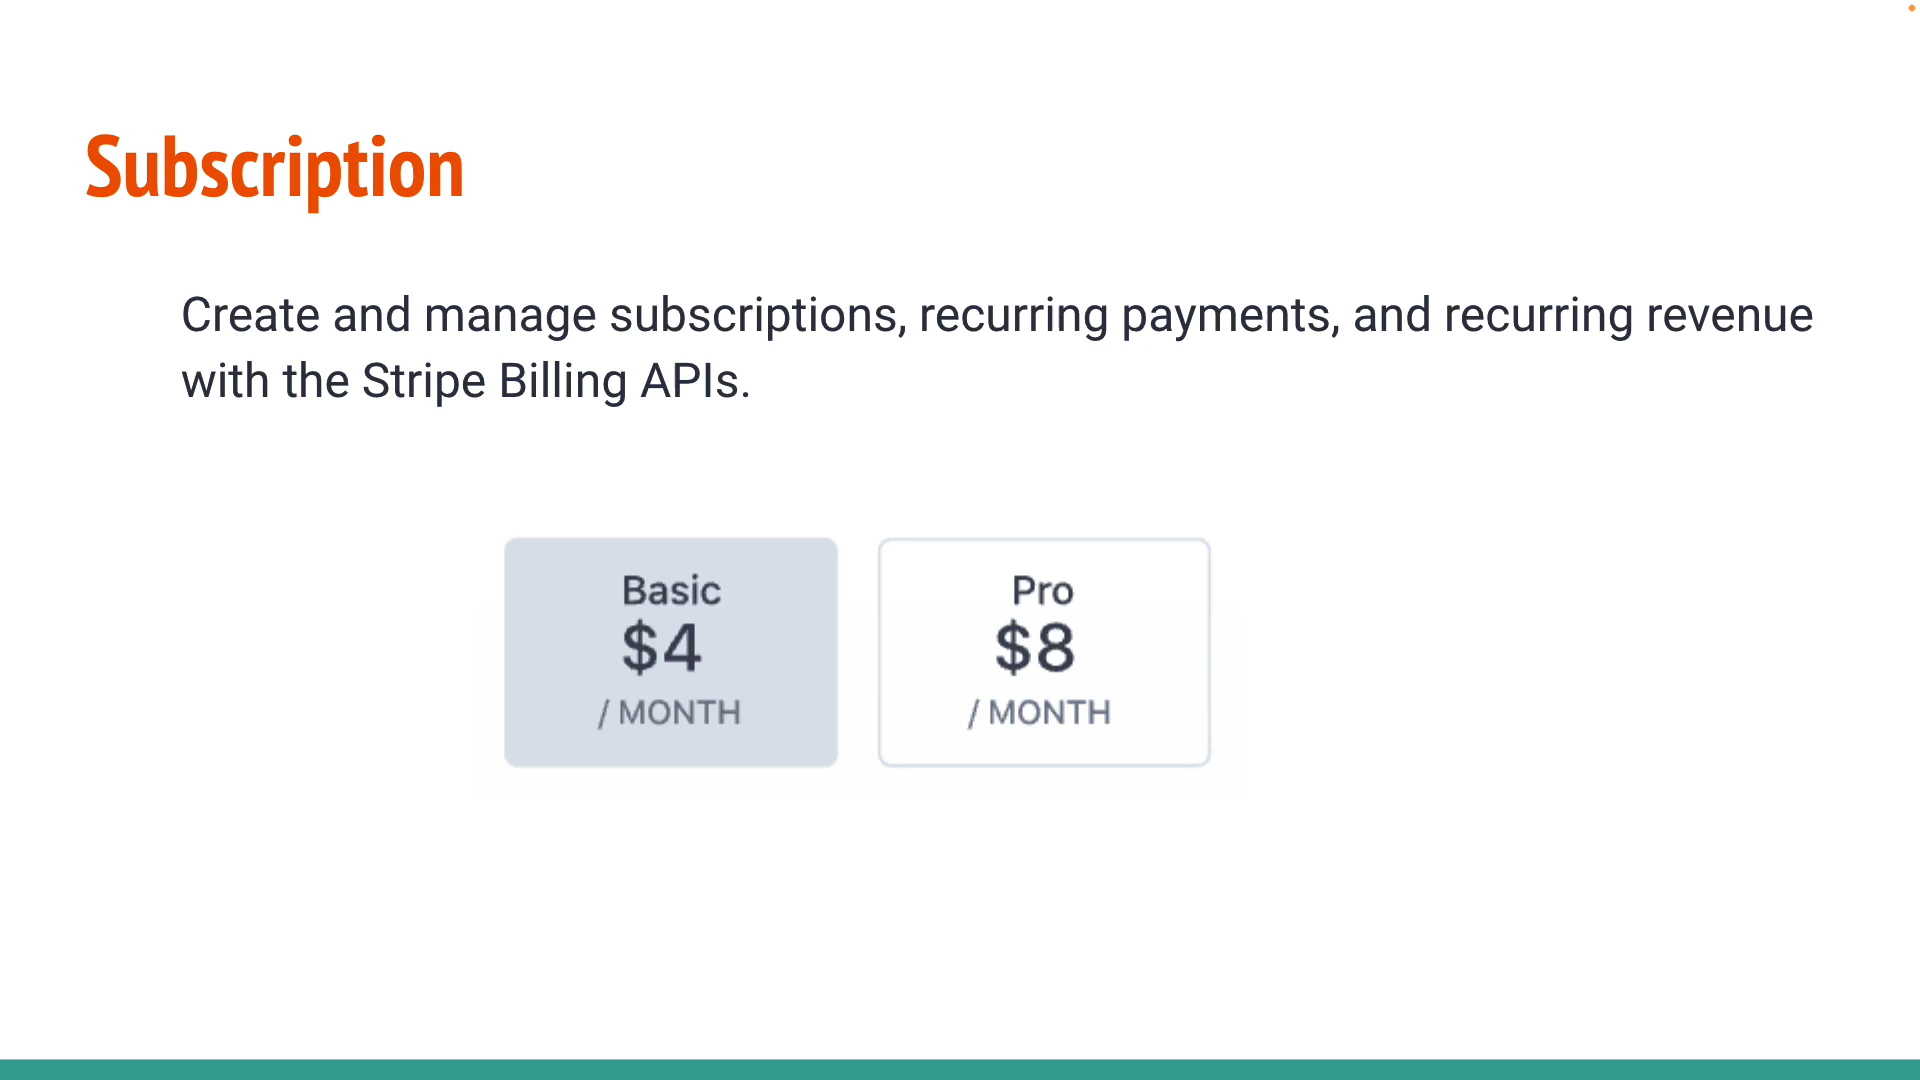 Subscription
Create and manage subscriptions, recurring payments, and recurring revenue
with the Stripe Billing APIs.
Basic
$4
/ MONTH
Pro
$8
/ MONTH